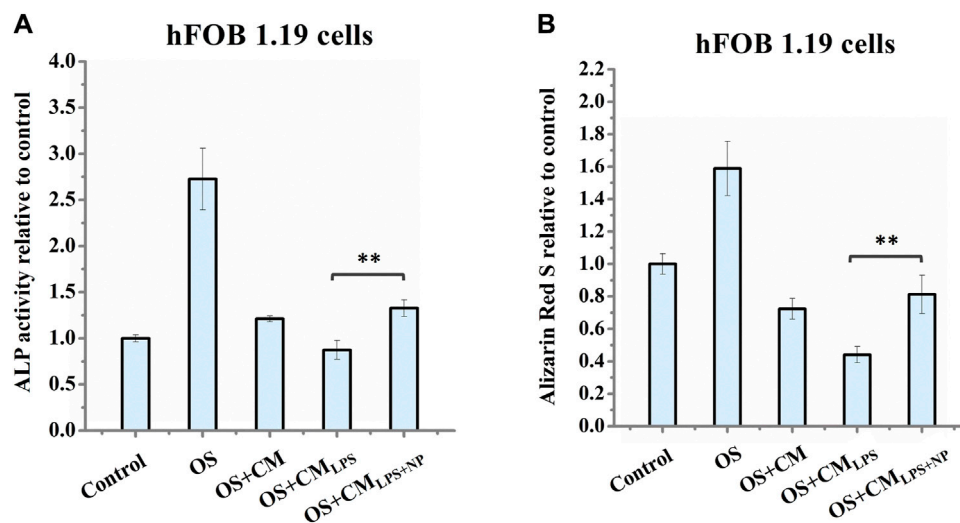 A
hFOB 1.19 cells
ALP activity relative to control
4.0
3.5
3.0
2.5
2.0
1.5
1.0
0.5
0.0
**
Control
OS
OS+CM
OS+CMLPS
OS+CMLPS+NP
B
hFOB 1.19 cells
Alizarin Red S relative to control
2.2
2.0
1.8
1.6
1.4
1.2
1.0
0.8
0.6
0.4
0.2
0.0
**
Control
OS
OS+CM
OS+CMLPS
OS+CMLPS+NP